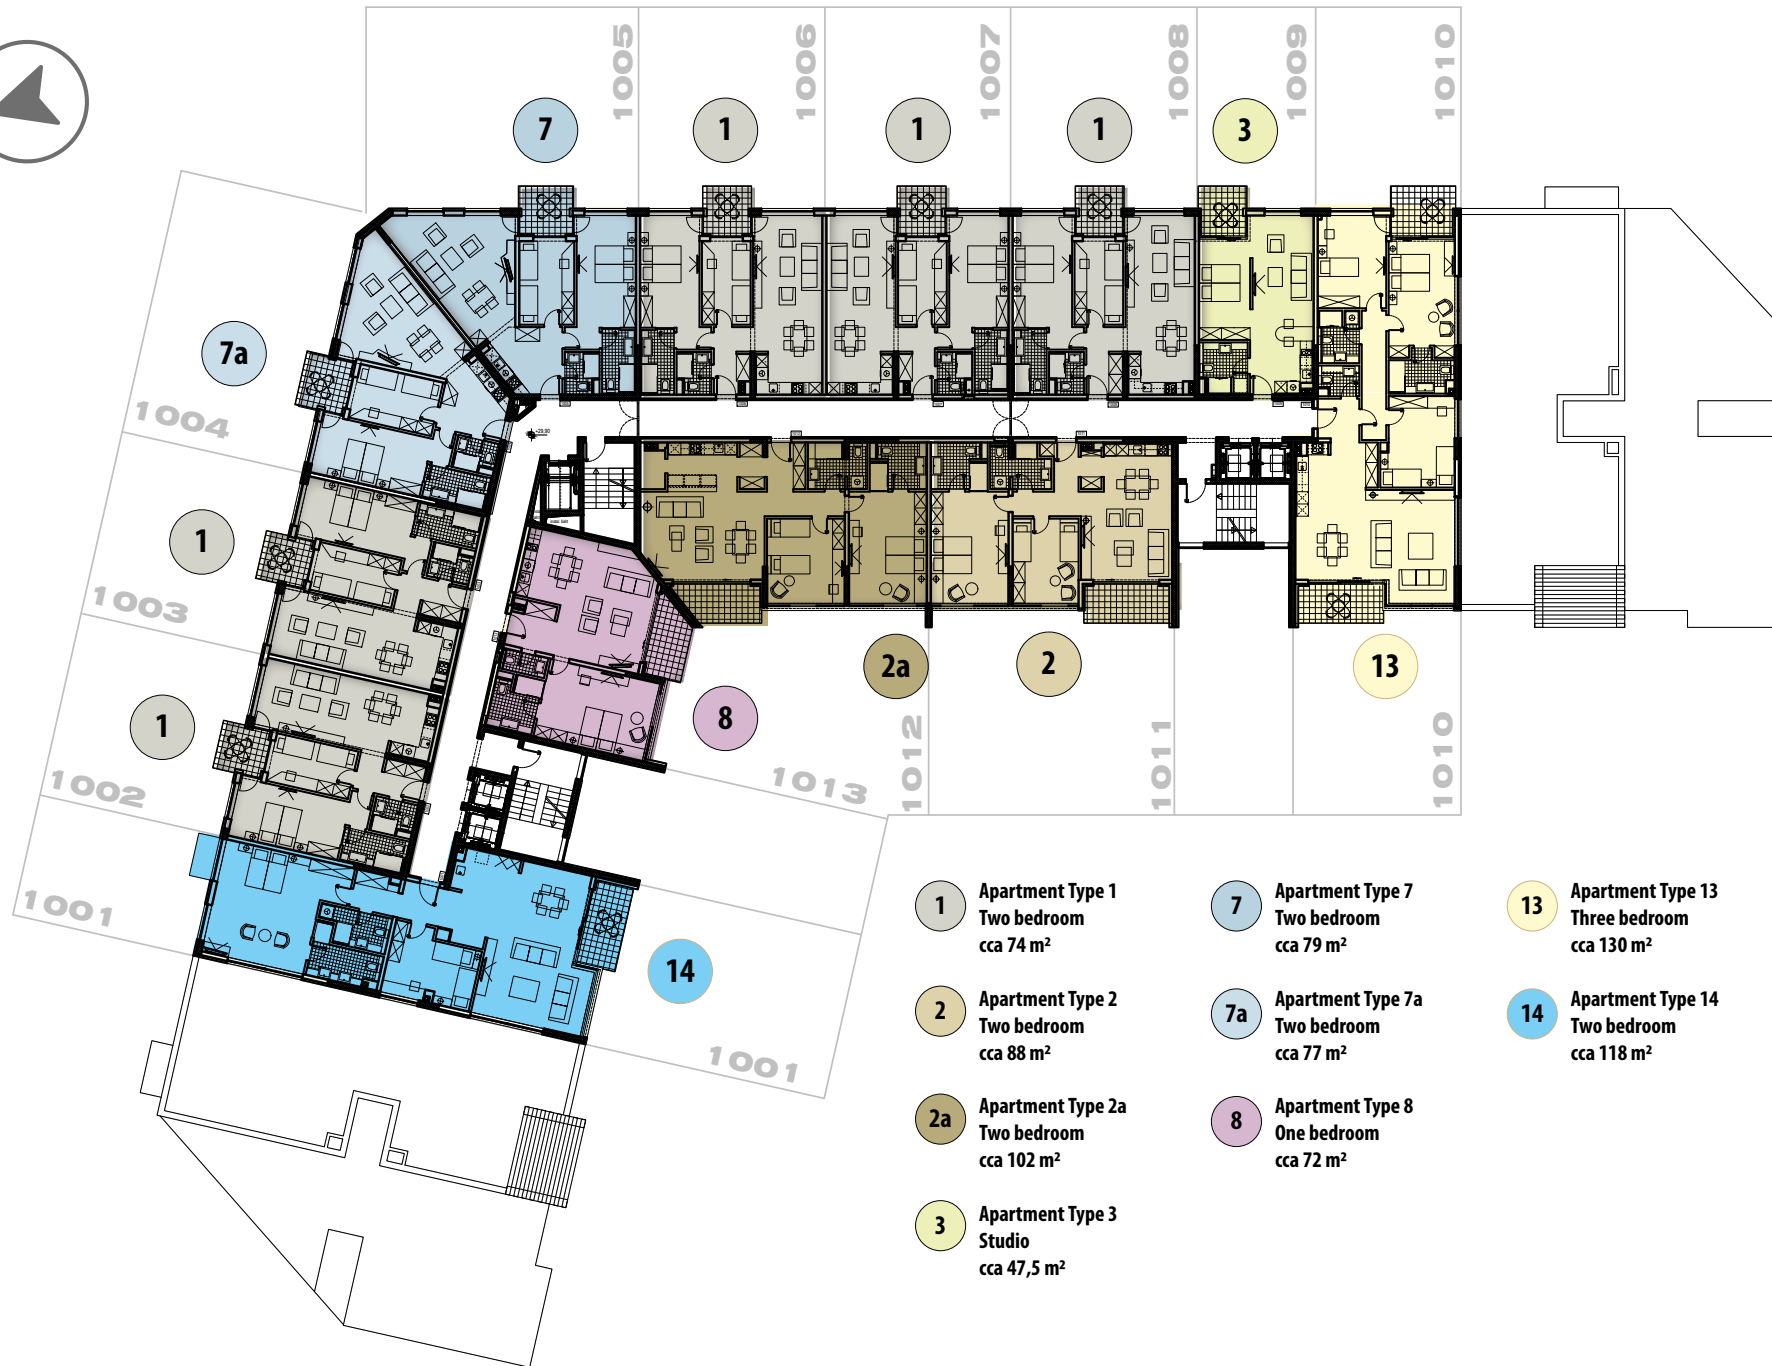 1005
1006
1007
1008
1009
1010
7
1
1
1
3
7a
1004
1
1003
1
1002
1001
+29,90
8
2a
2
13
1013
1012
1011
1010
14
1001
1
Apartment Type 1
Two bedroom
cca 74 m²
2
Apartment Type 2
Two bedroom
cca 88 m²
2a
Apartment Type 2a
Two bedroom
cca 102 m²
3
Apartment Type 3
Studio
cca 47,5 m²
7
Apartment Type 7
Two bedroom
cca 79 m²
7a
Apartment Type 7a
Two bedroom
cca 77 m²
8
Apartment Type 8
One bedroom
cca 72 m²
13
Apartment Type 13
Three bedroom
cca 130 m²
14
Apartment Type 14
Two bedroom
cca 118 m²